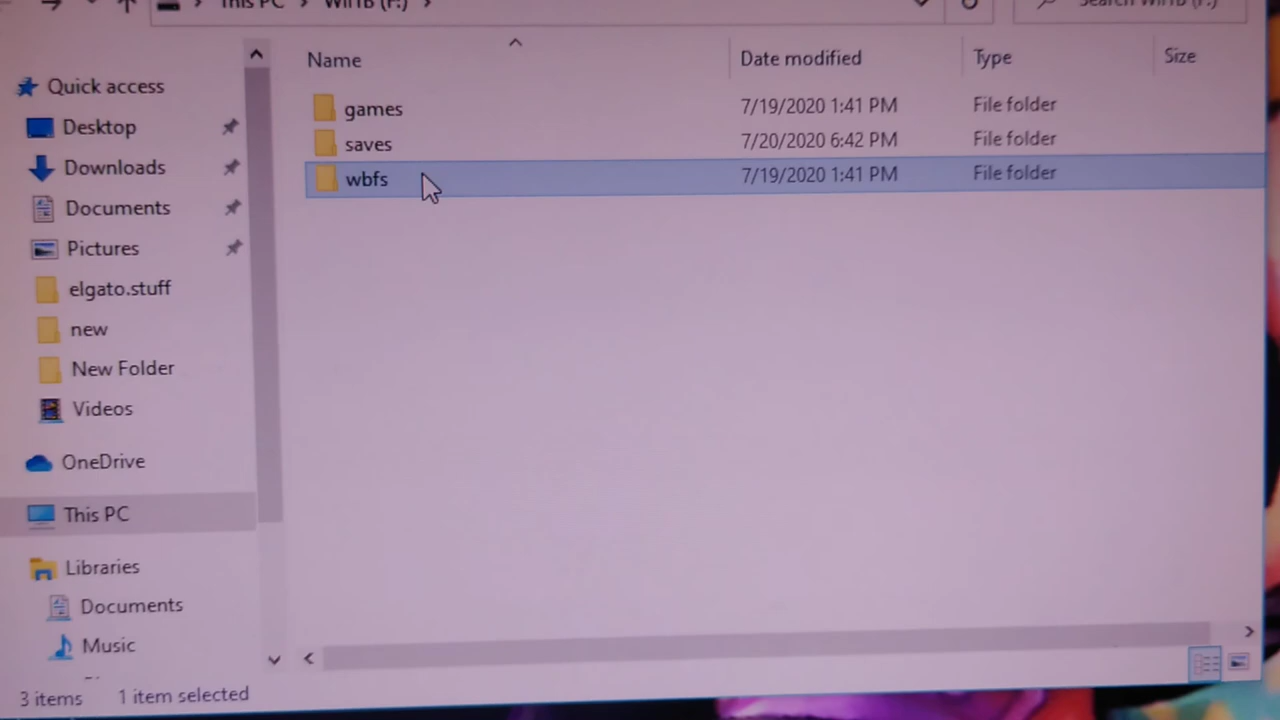 This PC > Wii1B (F:) >
Search Wii1B (F:)
Name Date modified Type Size
Quick access
Desktop
Downloads
Documents
Pictures
elgato.stuff
new
New Folder
Videos
OneDrive
This PC
Libraries
Documents
Music
games 7/19/2020 1:41 PM File folder
saves 7/20/2020 6:42 PM File folder
wbfs 7/19/2020 1:41 PM File folder
3 items 1 item selected